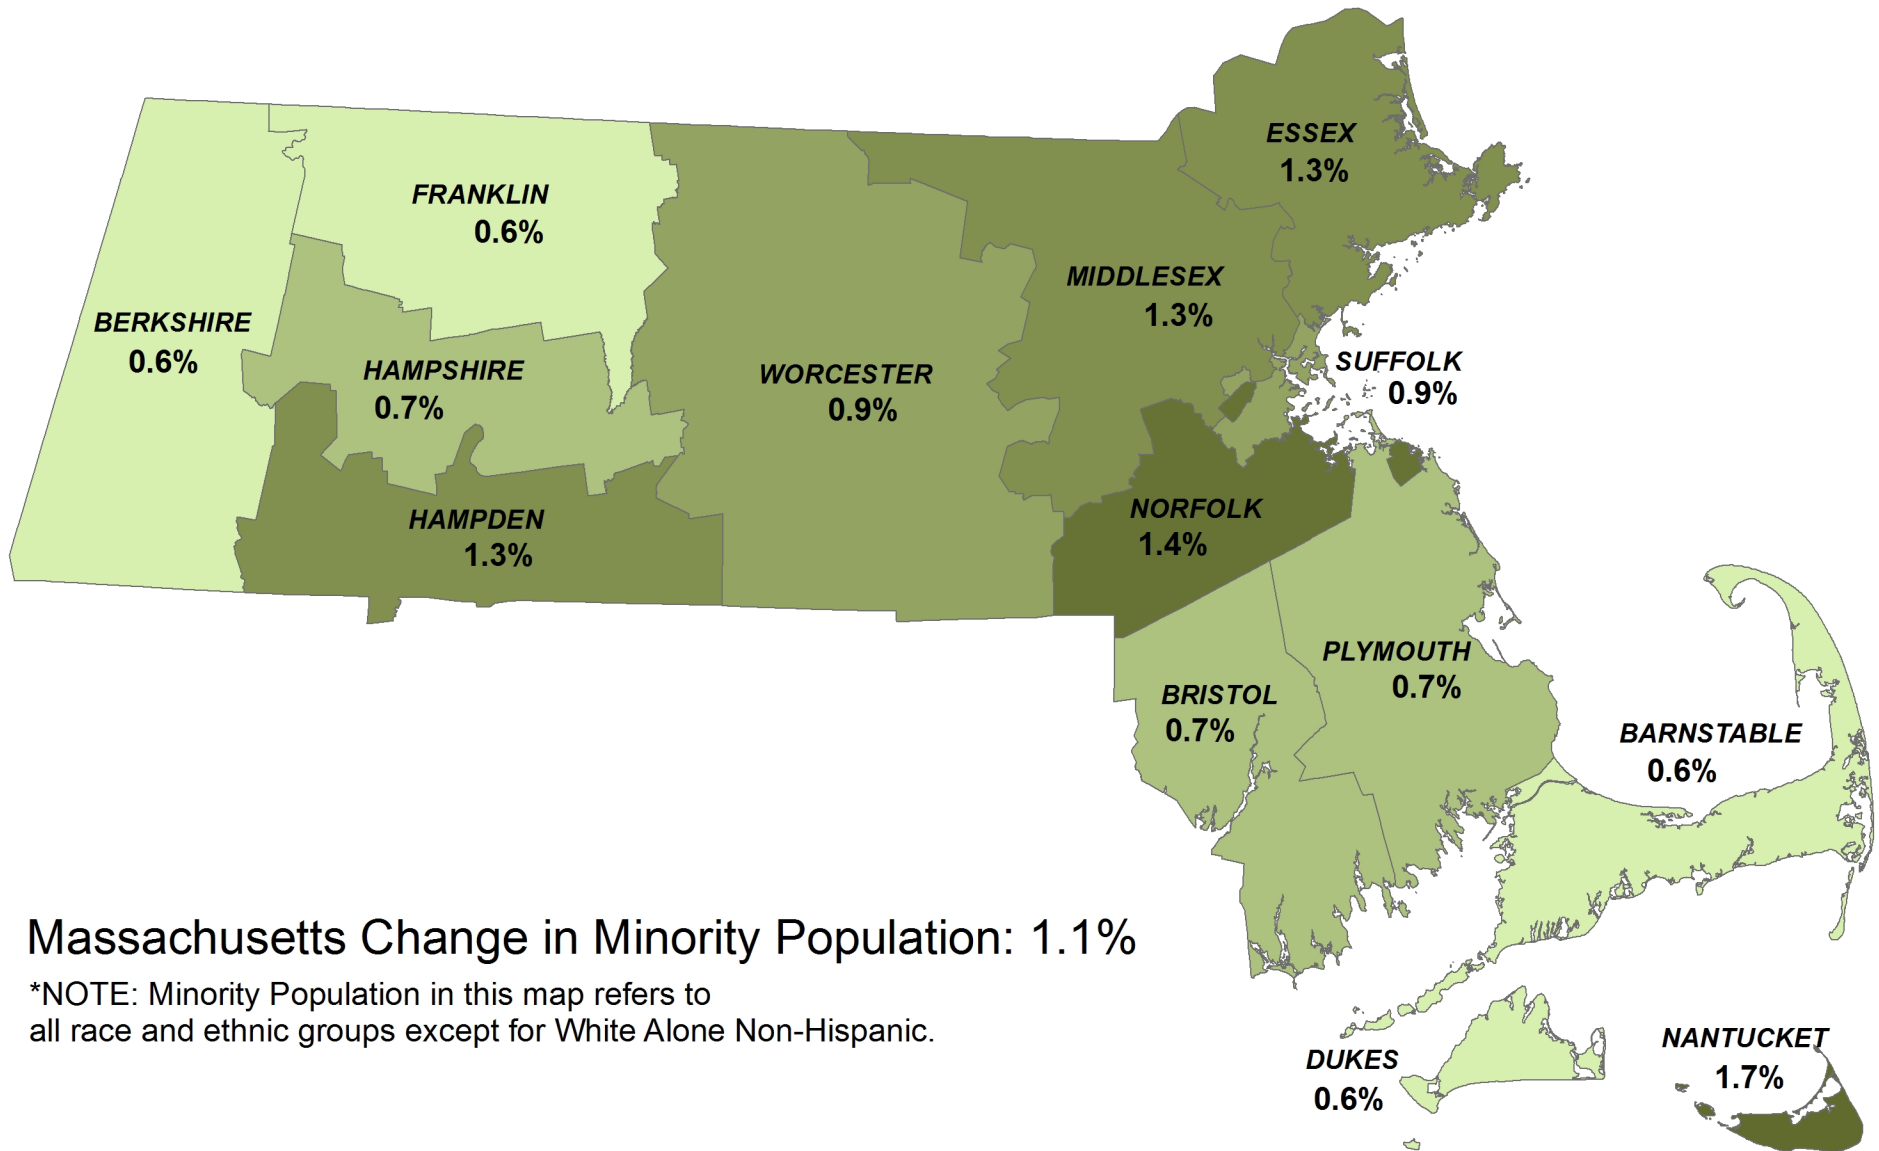 ESSEX
1.3%
FRANKLIN
0.6%
MIDDLESEX
1.3%
BERKSHIRE
0.6%
HAMPSHIRE
0.7%
WORCESTER
0.9%
SUFFOLK
0.9%
HAMPDEN
1.3%
NORFOLK
1.4%
PLYMOUTH
0.7%
BRISTOL
0.7%
BARNSTABLE
0.6%
Massachusetts Change in Minority Population: 1.1%
*NOTE: Minority Population in this map refers to
all race and ethnic groups except for White Alone Non-Hispanic.
DUKES
0.6%
NANTUCKET
1.7%